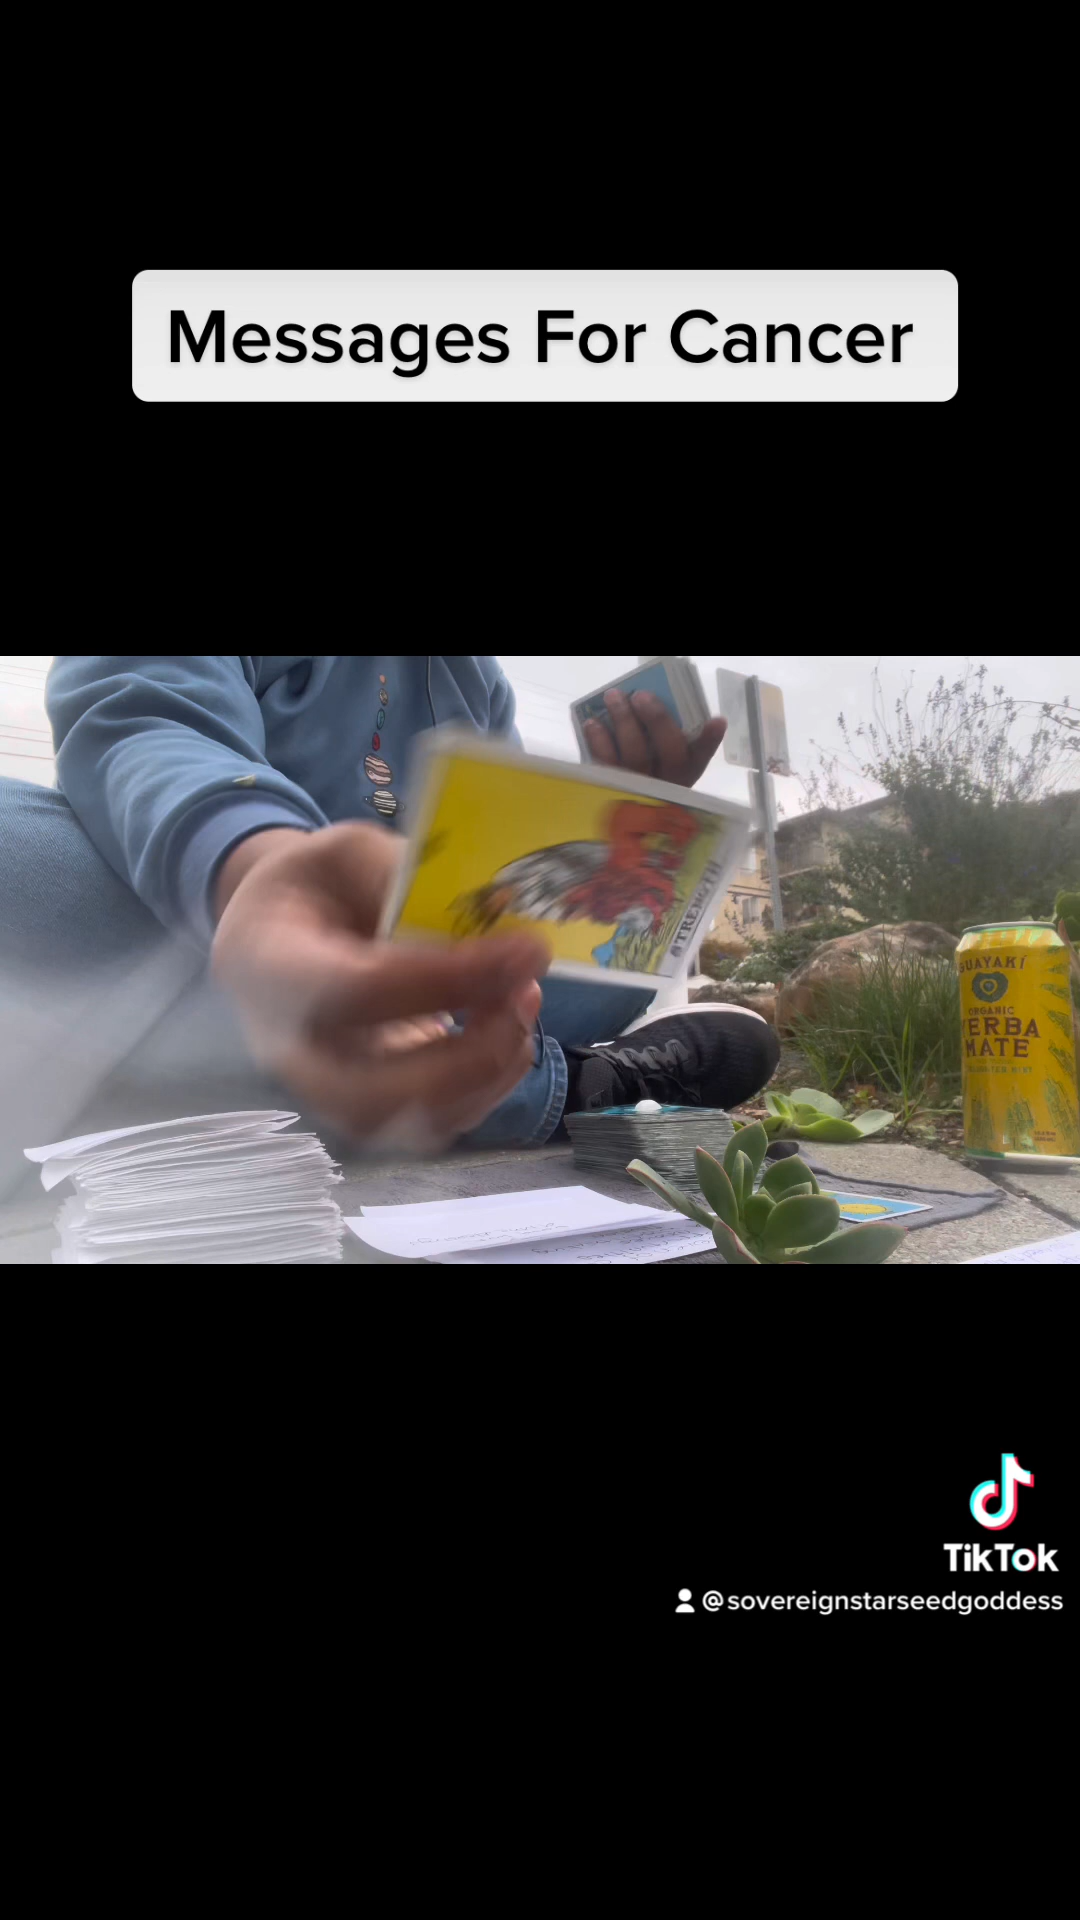 Messages For Cancer
STRENGTH
GUAYAKI
ORGANIC
YERBA
MATE
TikTok
@sovereignstarseedgoddess